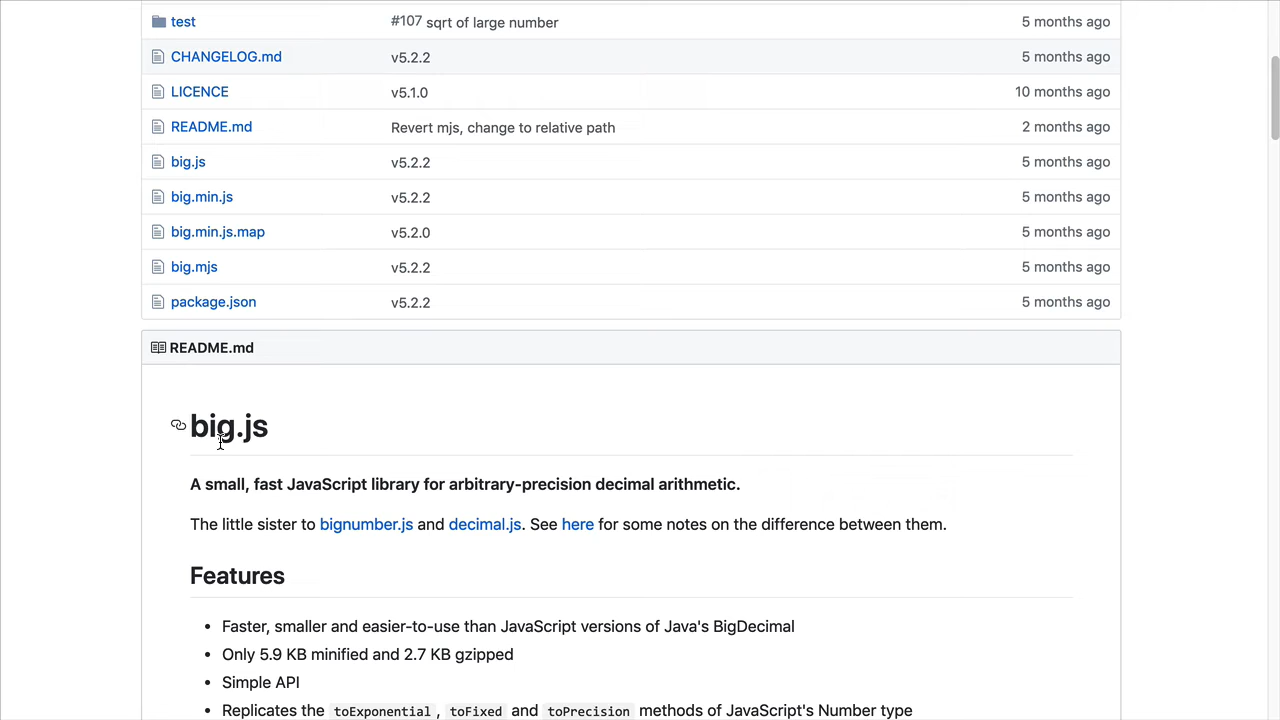 test #107 sqrt of large number 5 months ago
CHANGELOG.md v5.2.2 5 months ago
LICENCE v5.1.0 10 months ago
README.md Revert mjs, change to relative path 2 months ago
big.js v5.2.2 5 months ago
big.min.js v5.2.2 5 months ago
big.min.js.map v5.2.0 5 months ago
big.mjs v5.2.2 5 months ago
package.json v5.2.2 5 months ago
README.md
big.js
A small, fast JavaScript library for arbitrary-precision decimal arithmetic.
The little sister to bignumber.js and decimal.js. See here for some notes on the difference between them.
Features
• Faster, smaller and easier-to-use than JavaScript versions of Java's BigDecimal
• Only 5.9 KB minified and 2.7 KB gzipped
• Simple API
• Replicates the toExponential, toFixed and toPrecision methods of JavaScript's Number type